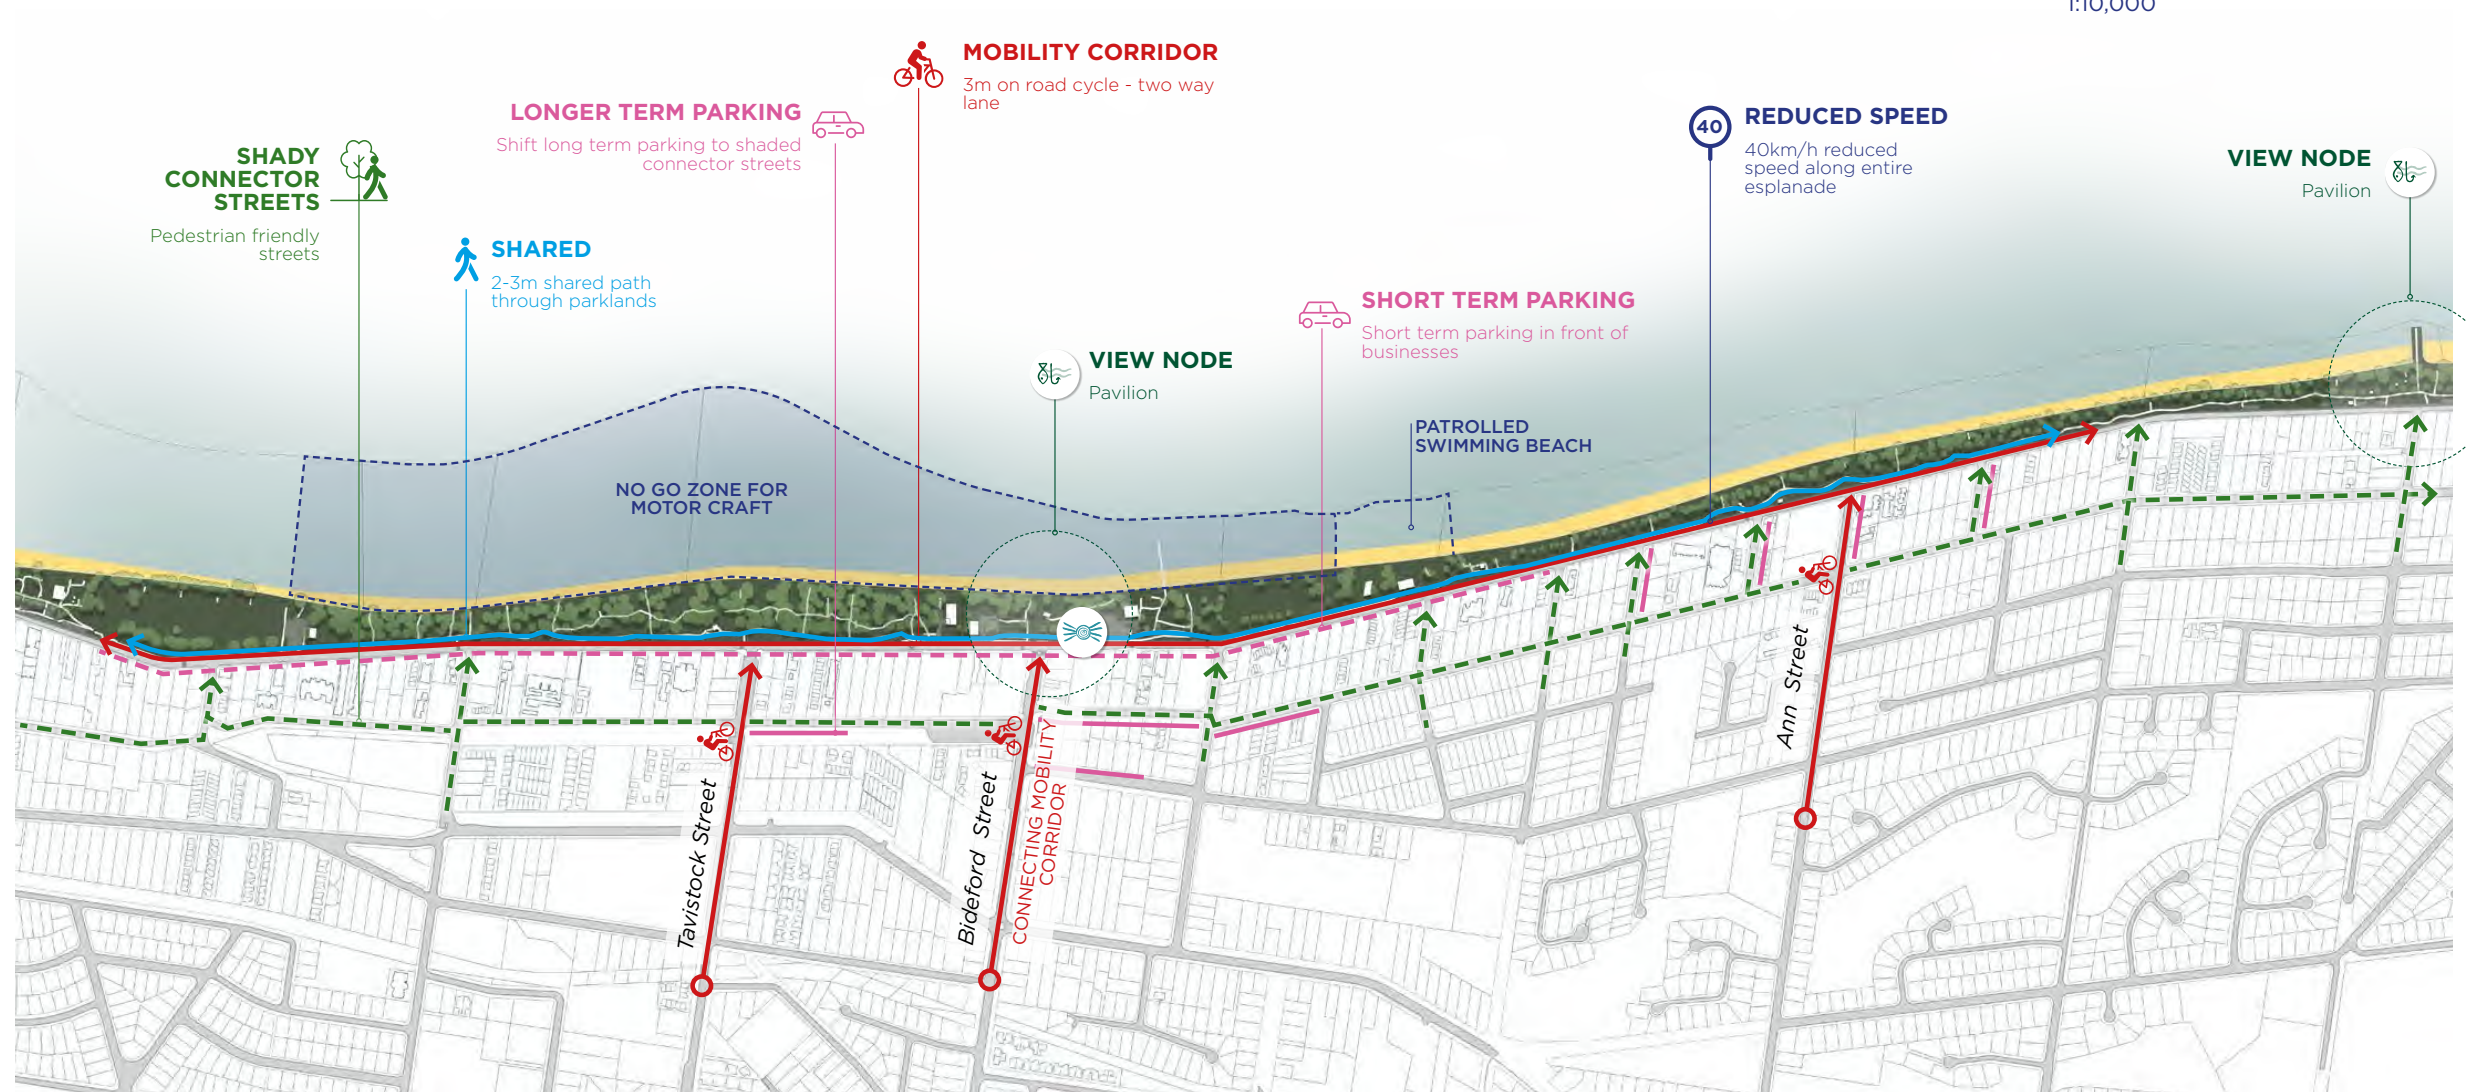 1:10,000
MOBILITY CORRIDOR
3m on road cycle - two way
lane
LONGER TERM PARKING
Shift long term parking to shaded
connector streets
40
REDUCED SPEED
40km/h reduced
speed along entire
esplanade
SHADY
CONNECTOR
STREETS
Pedestrian friendly
streets
VIEW NODE
Pavilion
SHARED
2-3m shared path
through parklands
SHORT TERM PARKING
Short term parking in front of
businesses
VIEW NODE
Pavilion
PATROLLED
SWIMMING BEACH
NO GO ZONE FOR
MOTOR CRAFT
Tavistock Street
Bideford Street
CONNECTING MOBILITY
CORRIDOR
Ann Street